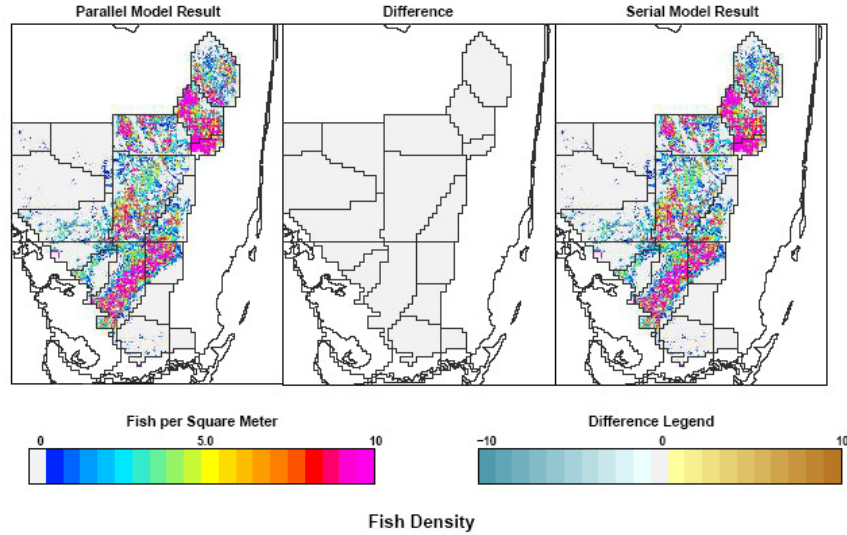 Parallel Model Result Difference Serial Model Result
Fish per Square Meter Difference Legend
0 5.0 10 −10 0 10
Fish Density